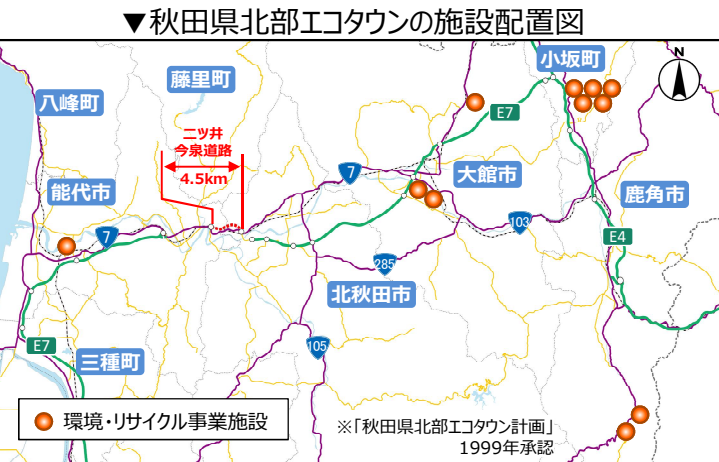 ▼秋田県北部エコタウンの施設配置図
小坂町
N
藤里町
八峰町
E7
二ツ井
今泉道路
4.5km
7
大館市
能代市
鹿角市
7
103
E4
285
北秋田市
E7
105
三種町
環境・リサイクル事業施設
※「秋田県北部エコタウン計画」
1999年承認